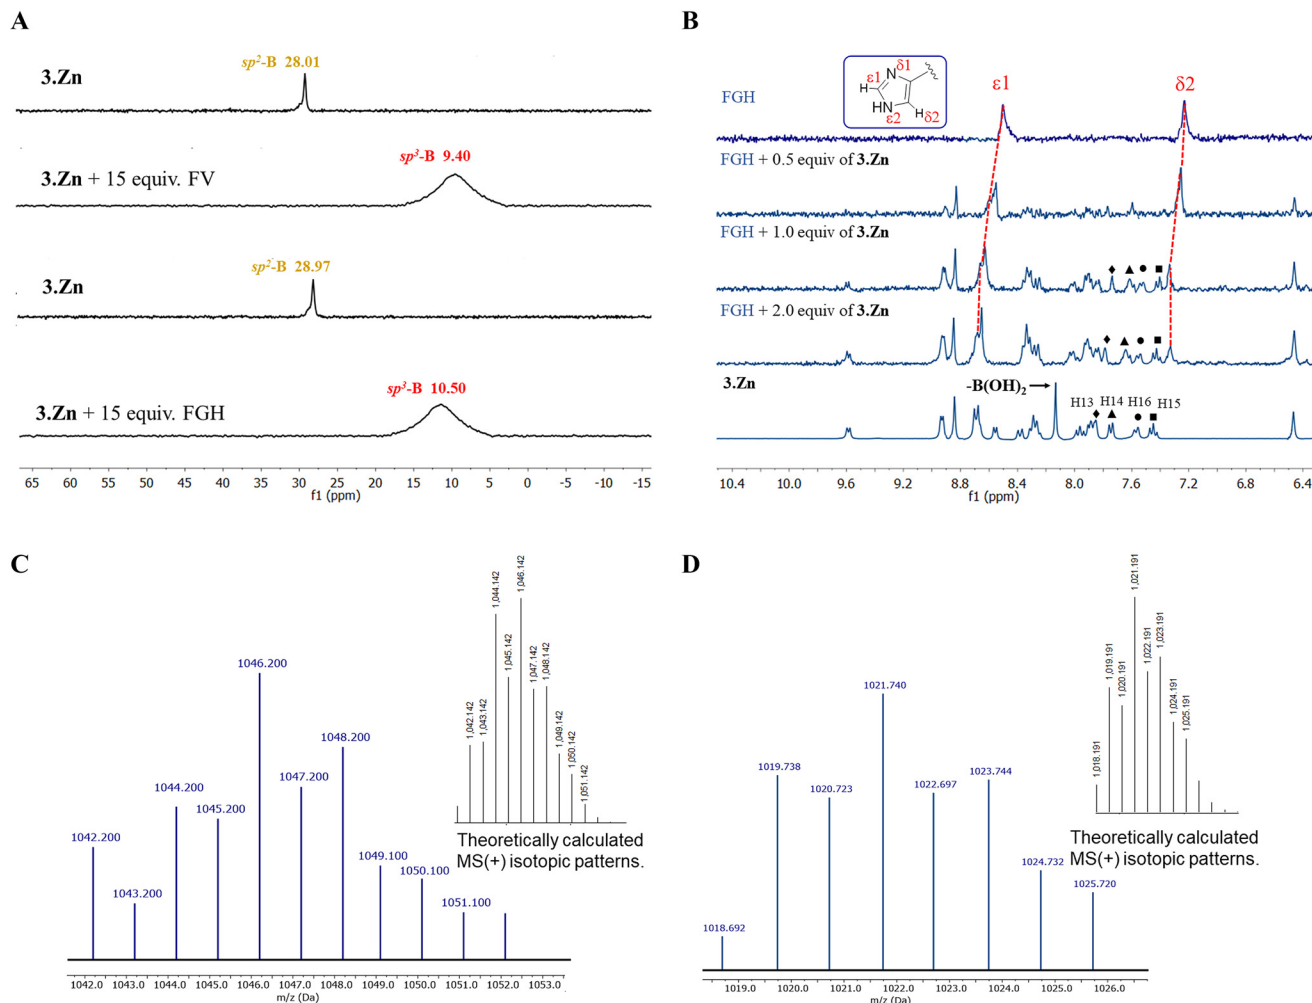 A
3.Zn
sp²-B 28.01
3.Zn + 15 equiv. FV
sp³-B 9.40
3.Zn
sp²-B 28.97
3.Zn + 15 equiv. FGH
sp³-B 10.50
65 60 55 50 45 40 35 30 25 20 15 10 5 0 -5 -10 -15
f1 (ppm)
B
FGH
N δ1
ε1
H
HN
ε2
H δ2
ε1
δ2
FGH + 0.5 equiv of 3.Zn
FGH + 1.0 equiv of 3.Zn
FGH + 2.0 equiv of 3.Zn
3.Zn
-B(OH)₂
H13 H14 H16 H15
10.4 10.0 9.6 9.2 8.8 8.4 8.0 7.6 7.2 6.8 6.4
f1 (ppm)
C
1042.200
1043.200
1044.200
1045.200
1046.200
1047.200
1048.200
1049.100
1050.100
1051.100
1,042.142
1,043.142
1,044.142
1,045.142
1,046.142
1,047.142
1,048.142
1,049.142
1,050.142
1,051.142
Theoretically calculated
MS(+) isotopic patterns.
1042.0 1043.0 1044.0 1045.0 1046.0 1047.0 1048.0 1049.0 1050.0 1051.0 1052.0 1053.0
m/z (Da)
D
1018.692
1019.738
1020.723
1021.740
1022.697
1023.744
1024.732
1025.720
1,018.191
1,019.191
1,020.191
1,021.191
1,022.191
1,023.191
1,024.191
1,025.191
Theoretically calculated
MS(+) isotopic patterns.
1019.0 1020.0 1021.0 1022.0 1023.0 1024.0 1025.0 1026.0
m/z (Da)